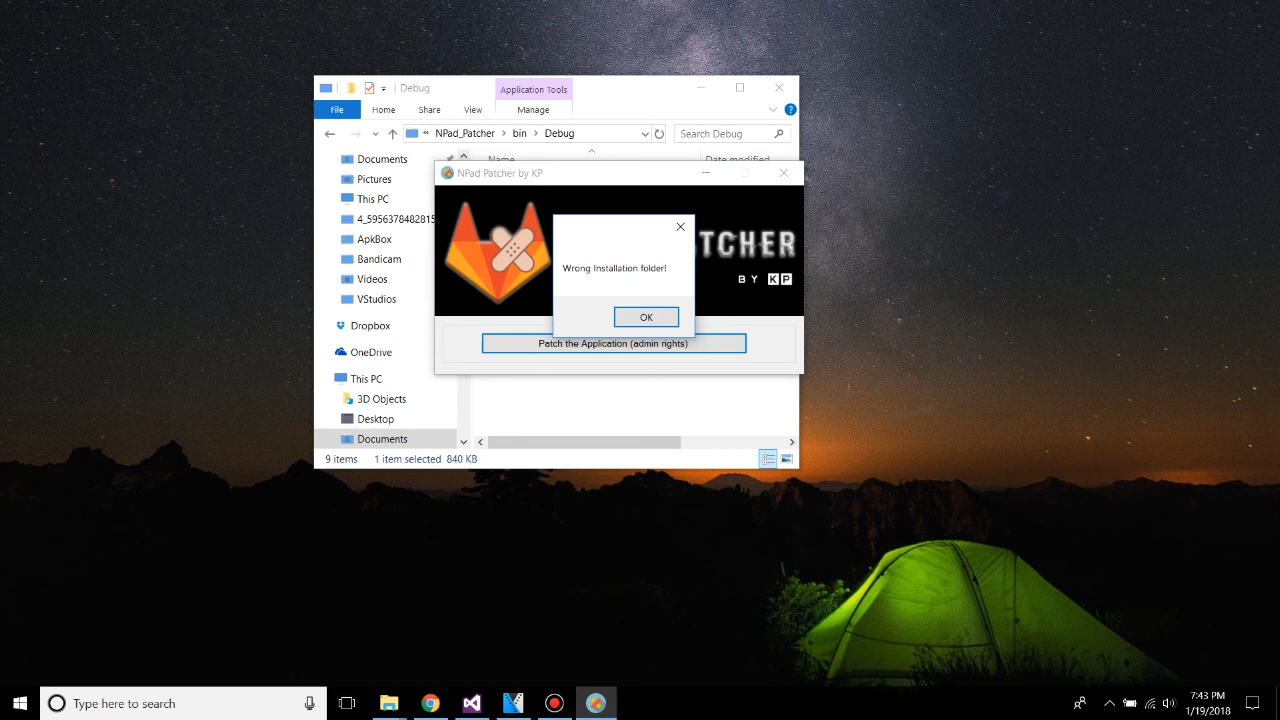 Debug
Application Tools
File
Home
Share
View
Manage
NPad_Patcher
bin
Debug
Search Debug
Name
Date modified
Documents
Pictures
This PC
4_5956378482815
ApkBox
Bandicam
Videos
VStudios
Dropbox
OneDrive
This PC
3D Objects
Desktop
Documents
9 items 1 item selected 840 KB
NPad Patcher by KP
TCHER
BY KP
Wrong Installation folder!
OK
Patch the Application (admin rights)
Type here to search
7:43 PM
1/19/2018